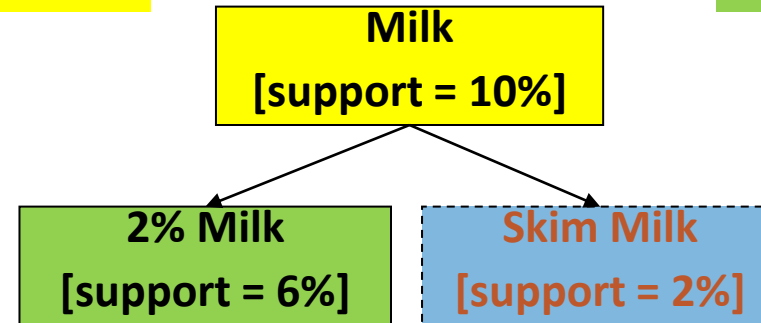 Milk
[support = 10%]
2% Milk
[support = 6%]
Skim Milk
[support = 2%]